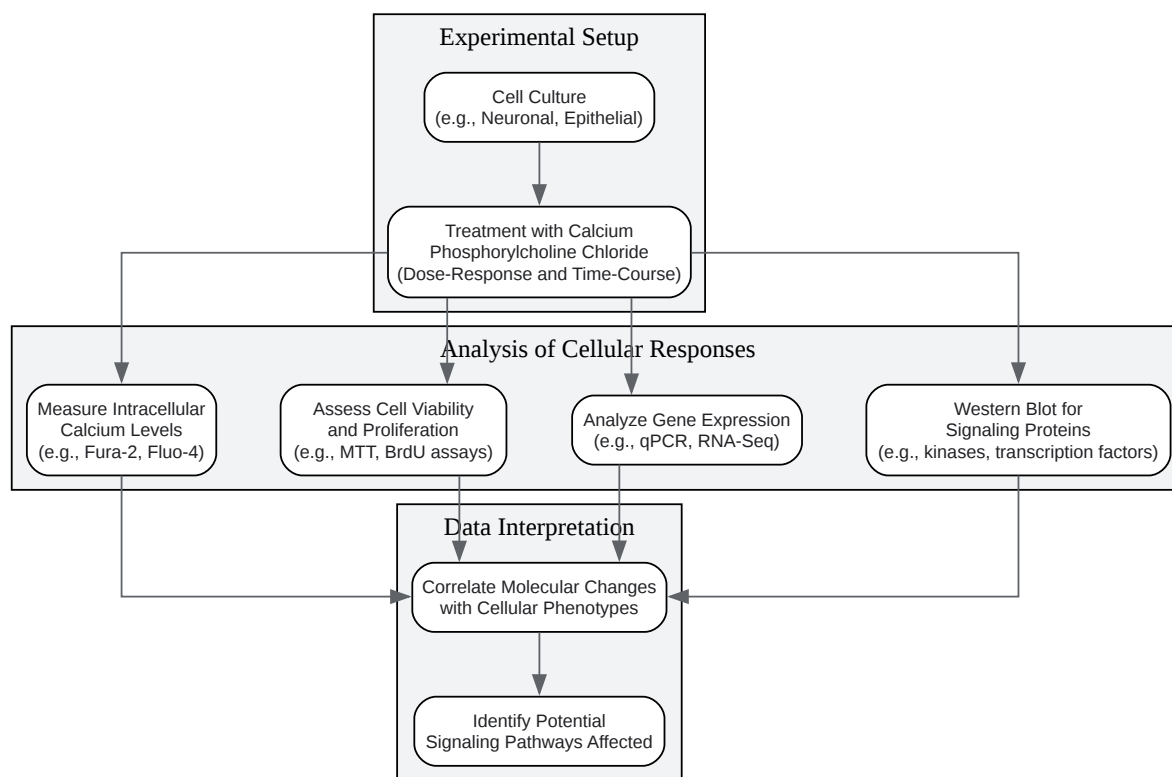 Experimental Setup
Cell Culture
(e.g., Neuronal, Epithelial)
Treatment with Calcium
Phosphorylcholine Chloride
(Dose-Response and Time-Course)
Analysis of Cellular Responses
Measure Intracellular
Calcium Levels
(e.g., Fura-2, Fluo-4)
Assess Cell Viability
and Proliferation
(e.g., MTT, BrdU assays)
Analyze Gene Expression
(e.g., qPCR, RNA-Seq)
Western Blot for
Signaling Proteins
(e.g., kinases, transcription factors)
Data Interpretation
Correlate Molecular Changes
with Cellular Phenotypes
Identify Potential
Signaling Pathways Affected